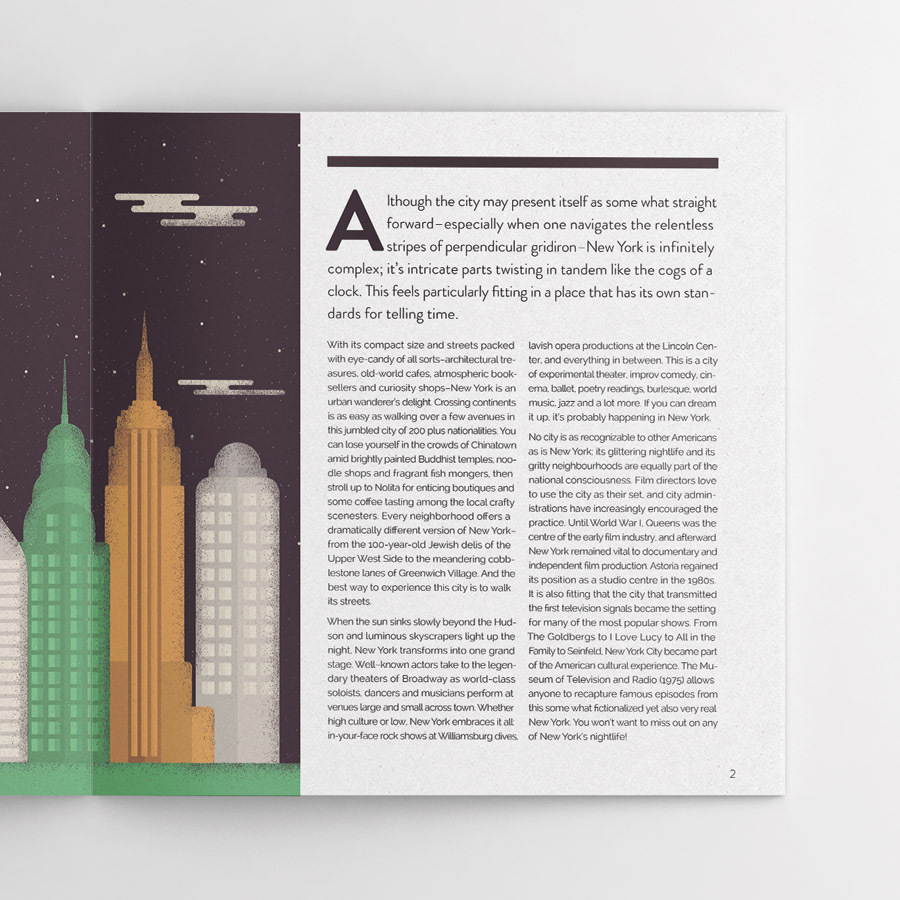 Although the city may present itself as some what straight
forward–especially when one navigates the relentless
stripes of perpendicular gridiron–New York is infinitely
complex; it's intricate parts twisting in tandem like the cogs of a
clock. This feels particularly fitting in a place that has its own stan-
dards for telling time.
With its compact size and streets packed
with eye-candy of all sorts–architectural tre-
asures, old-world cafes, atmospheric book-
sellers and curiosity shops–New York is an
urban wanderer's delight. Crossing continents
is as easy as walking over a few avenues in
this jumbled city of 200 plus nationalities. You
can lose yourself in the crowds of Chinatown
amid brightly painted Buddhist temples, noo-
dle shops and fragrant fish mongers, then
stroll up to Nolita for enticing boutiques and
some coffee tasting among the local crafty
scenesters. Every neighborhood offers a
dramatically different version of New York–
from the 100-year-old Jewish delis of the
Upper West Side to the meandering cobb-
lestone lanes of Greenwich Village. And the
best way to experience this city is to walk
its streets.
When the sun sinks slowly beyond the Hud-
son and luminous skyscrapers light up the
night, New York transforms into one grand
stage. Well-known actors take to the legen-
dary theaters of Broadway as world-class
soloists, dancers and musicians perform at
venues large and small across town. Whether
high culture or low, New York embraces it all:
in-your-face rock shows at Williamsburg dives,
lavish opera productions at the Lincoln Cen-
ter, and everything in between. This is a city
of experimental theater, improv comedy, cin-
ema, ballet, poetry readings, burlesque, world
music, jazz and a lot more. If you can dream
it up, it's probably happening in New York.
No city is as recognizable to other Americans
as is New York; its glittering nightlife and its
gritty neighbourhoods are equally part of the
national consciousness. Film directors love
to use the city as their set, and city admin-
istrations have increasingly encouraged the
practice. Until World War I, Queens was the
centre of the early film industry, and afterward
New York remained vital to documentary and
independent film production. Astoria regained
its position as a studio centre in the 1980s.
It is also fitting that the city that transmitted
the first television signals became the setting
for many of the most popular shows. From
The Goldbergs to I Love Lucy to All in the
Family to Seinfeld, New York City became part
of the American cultural experience. The Mu-
seum of Television and Radio (1975) allows
anyone to recapture famous episodes from
this some what fictionalized yet also very real
New York. You won't want to miss out on any
of New York's nightlife!
2